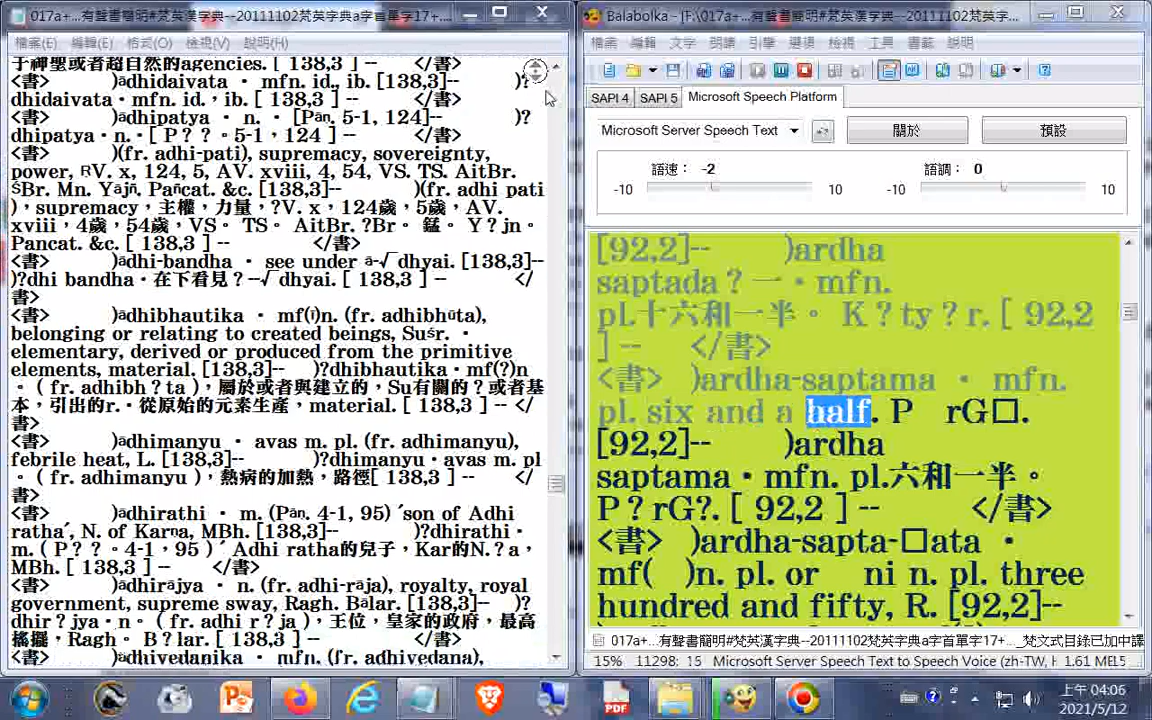 017a+...有聲書簡明#梵英漢字典--20111102梵英字典a字首單字17+...
檔案(E) 編輯(E) 格式(O) 檢視(V) 說明(H)
于神聖或者超自然的agencies. [ 138,3 ] -- </書>
<書> )ādhidaivata · mfn. id., ib. [138,3]-- )?
dhidaivata·mfn. id.，ib. [ 138,3 ] -- </書>
<書> )ādhipatya · n. · [Pāṇ. 5-1, 124] )?
dhipatya·n.·[ P？？。5-1，124 ] </書>
<書> )(fr. adhi-pati), supremacy, sovereignty,
power, ṚV. x, 124, 5, AV. xviii, 4, 54, VS. TS. AitBr.
ŚBr. Mn. Yājñ, Pañcat. &c. [138,3]-- )(fr. adhi pati
)，supremacy，主權，力量，?V. x，124歲，5歲，AV.
xviii，4歲，54歲，VS。 TS。 AitBr. ?Br。 錳。 Y？jn。
Pancat. &c. [ 138,3 ] -- </書>
<書> )ādhi-bandha · see under ā-√dhyai. [138,3]--
)?dhi bandha·在下看見？--√dhyai. [ 138,3 ] -- </
書>
<書> )ādhibhautika · mf(ī)n. (fr. adhibhūta),
belonging or relating to created beings, Suśr. ·
elementary, derived or produced from the primitive
elements, material. [138,3]-- )?dhibhautika·mf(?)n
。( fr. adhibh？ta )，屬於或者與建立的，Su有關的？或者基
本，引出的r.·從原始的元素生產，material. [ 138,3 ] -- </
書>
<書> )ādhimanyu · avas m. pl. (fr. adhimanyu),
febrile heat, L. [138,3]-- )?dhimanyu·avas m. pl
。( fr. adhimanyu )，熱病的加熱，路徑[ 138,3 ] -- </
書>
<書> )ādhirathi · m. (Pāṇ. 4-1, 95) 'son of Adhi
ratha', N. of Karṇa, MBh. [138,3]-- )?dhirathi·
m. ( P？？。4-1，95 )´ Adhi ratha的兒子，Kar的N.？a，
MBh. [ 138,3 ] -- </書>
<書> )ādhirājya · n. (fr. adhi-rāja), royalty, royal
government, supreme sway, Ragh. Bālar. [138,3]-- )?
dhir？jya·n。( fr. adhi r？ja )，王位，皇家的政府，最高
搖擺，Ragh。 B？lar. [ 138,3 ] -- </書>
<書> )ādhivedanika · mfn. (fr. adhivedana),
Balabolka - [F:\017a+...有聲書簡明#梵英漢字典--20111102梵英字...
檔案 編輯 文字 朗讀 引擎 選項 檢視 工具 書籤 說明
SAPI 4 SAPI 5 Microsoft Speech Platform
Microsoft Server Speech Text 關於 預設
語速： -2 語調： 0
-10 10 -10 10
[92,2]-- )ardha
saptada？一·mfn.
pl.十六和一半。 K？ty？r. [ 92,2
] -- </書>
<書> )ardha-saptama · mfn.
pl. six and a half. P rG□.
[92,2]-- )ardha
saptama·mfn. pl.六和一半。
P？rG?. [ 92,2 ] -- </書>
<書> )ardha-sapta-□ata ·
mf( )n. pl. or ni n. pl. three
hundred and fifty, R. [92,2]--
017a+...有聲書簡明#梵英漢字典--20111102梵英字典a字首單字17+..._梵文式目錄已加中譯
15% 11298: 15 Microsoft Server Speech Text to Speech Voice (zh-TW, H 1.61 MB
上午 04:06
2021/5/12